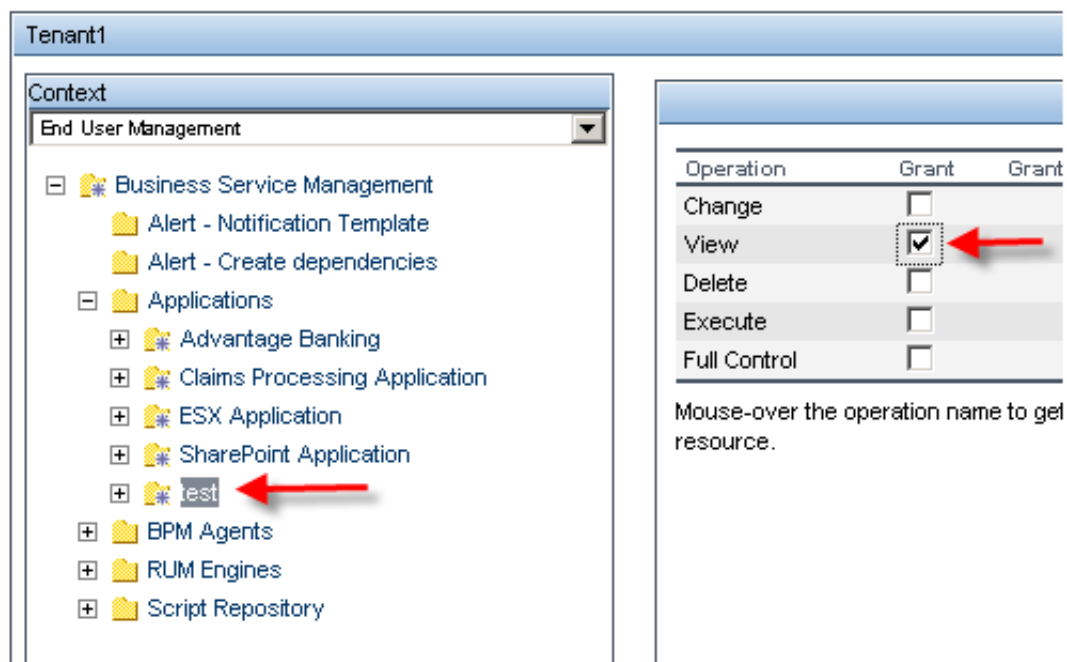 Tenant1
Context
End User Management
Business Service Management
Alert - Notification Template
Alert - Create dependencies
Applications
Advantage Banking
Claims Processing Application
ESX Application
SharePoint Application
test
BPM Agents
RUM Engines
Script Repository
Operation Grant Grant
Change
View
Delete
Execute
Full Control
Mouse-over the operation name to get
resource.